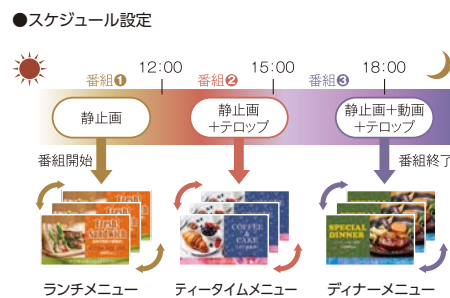 ●スケジュール設定
12:00
15:00
18:00
番組❶
番組❷
番組❸
静止画
静止画
+テロップ
静止画+動画
+テロップ
番組開始
番組終了
Fresh
SANDWICH
COFFEE
&
CAKE
SPECIAL
DINNER
ランチメニュー
ティータイムメニュー
ディナーメニュー